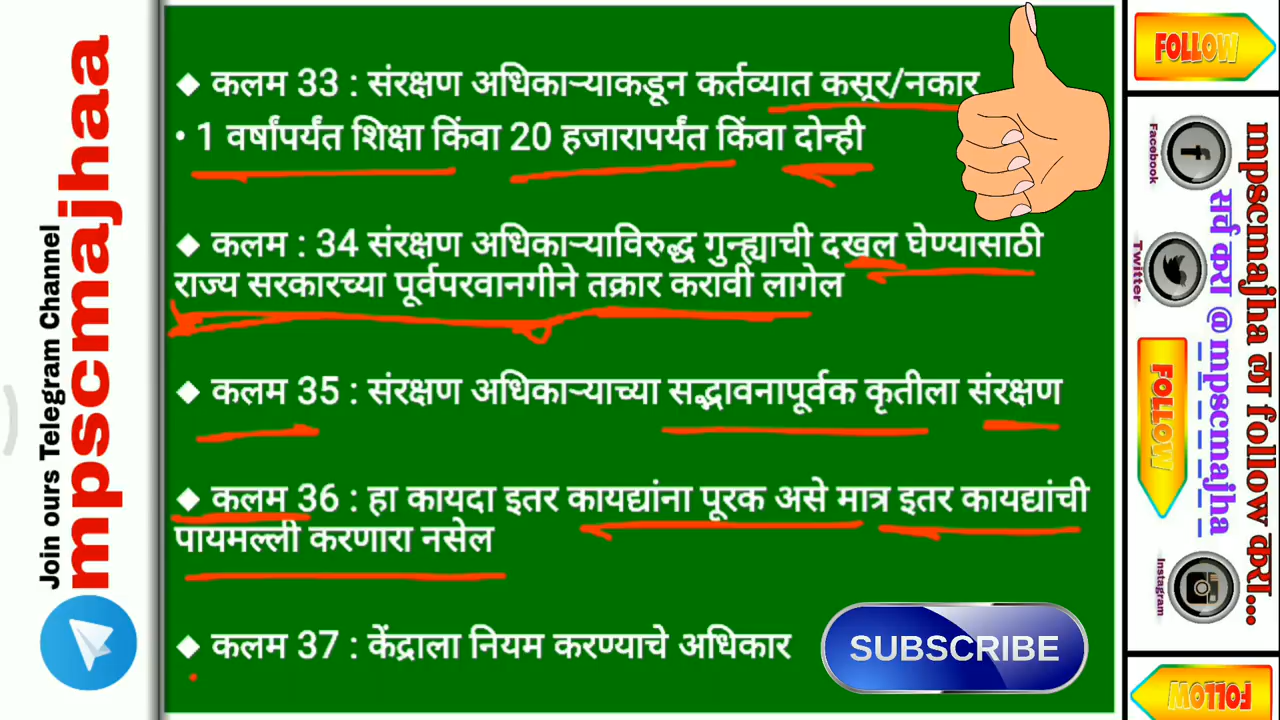 ◆ कलम 33 : संरक्षण अधिकाऱ्याकडून कर्तव्यात कसूर/नकार
• 1 वर्षांपर्यंत शिक्षा किंवा 20 हजारापर्यंत किंवा दोन्ही
◆ कलम : 34 संरक्षण अधिकाऱ्याविरुद्ध गुन्ह्याची दखल घेण्यासाठी
राज्य सरकारच्या पूर्वपरवानगीने तक्रार करावी लागेल
◆ कलम 35 : संरक्षण अधिकाऱ्याच्या सद्भावनापूर्वक कृतीला संरक्षण
◆ कलम 36 : हा कायदा इतर कायद्यांना पूरक असे मात्र इतर कायद्यांची
पायमल्ली करणारा नसेल
◆ कलम 37 : केंद्राला नियम करण्याचे अधिकार
SUBSCRIBE
Join ours Telegram Channel
mpscmajhaa
FOLLOW
Facebook
Twitter
FOLLOW
Instagram
FOLLOW
सर्च करा @ mpscmajha
mpscmajha ला follow करा...